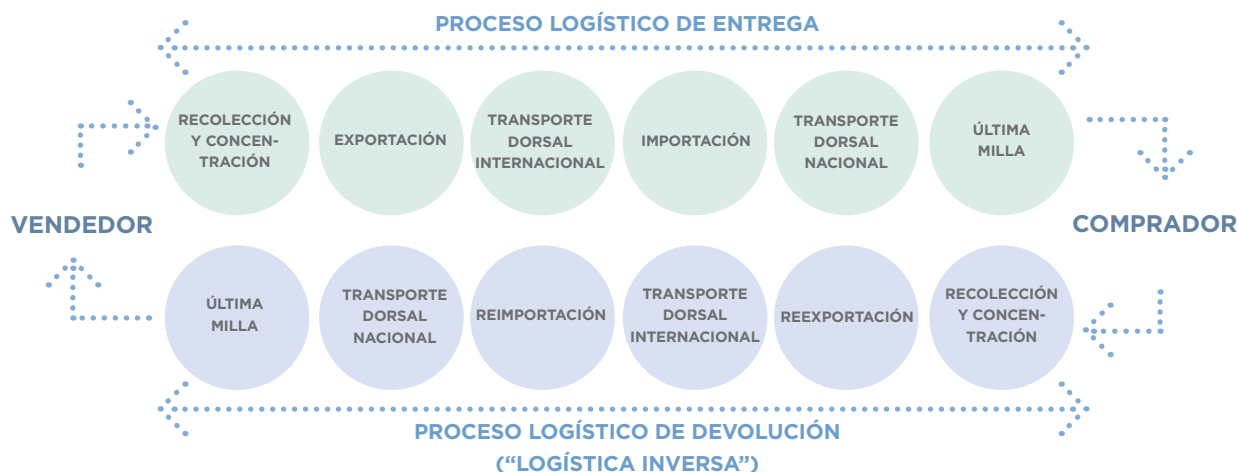 PROCESO LOGÍSTICO DE ENTREGA
RECOLECCIÓN
Y CONCEN-
TRACIÓN
EXPORTACIÓN
TRANSPORTE
DORSAL
INTERNACIONAL
IMPORTACIÓN
TRANSPORTE
DORSAL
NACIONAL
ÚLTIMA
MILLA
VENDEDOR
COMPRADOR
ÚLTIMA
MILLA
TRANSPORTE
DORSAL
NACIONAL
REIMPORTACIÓN
TRANSPORTE
DORSAL
INTERNACIONAL
REEXPORTACIÓN
RECOLECCIÓN
Y CONCEN-
TRACIÓN
PROCESO LOGÍSTICO DE DEVOLUCIÓN
(“LOGÍSTICA INVERSA”)